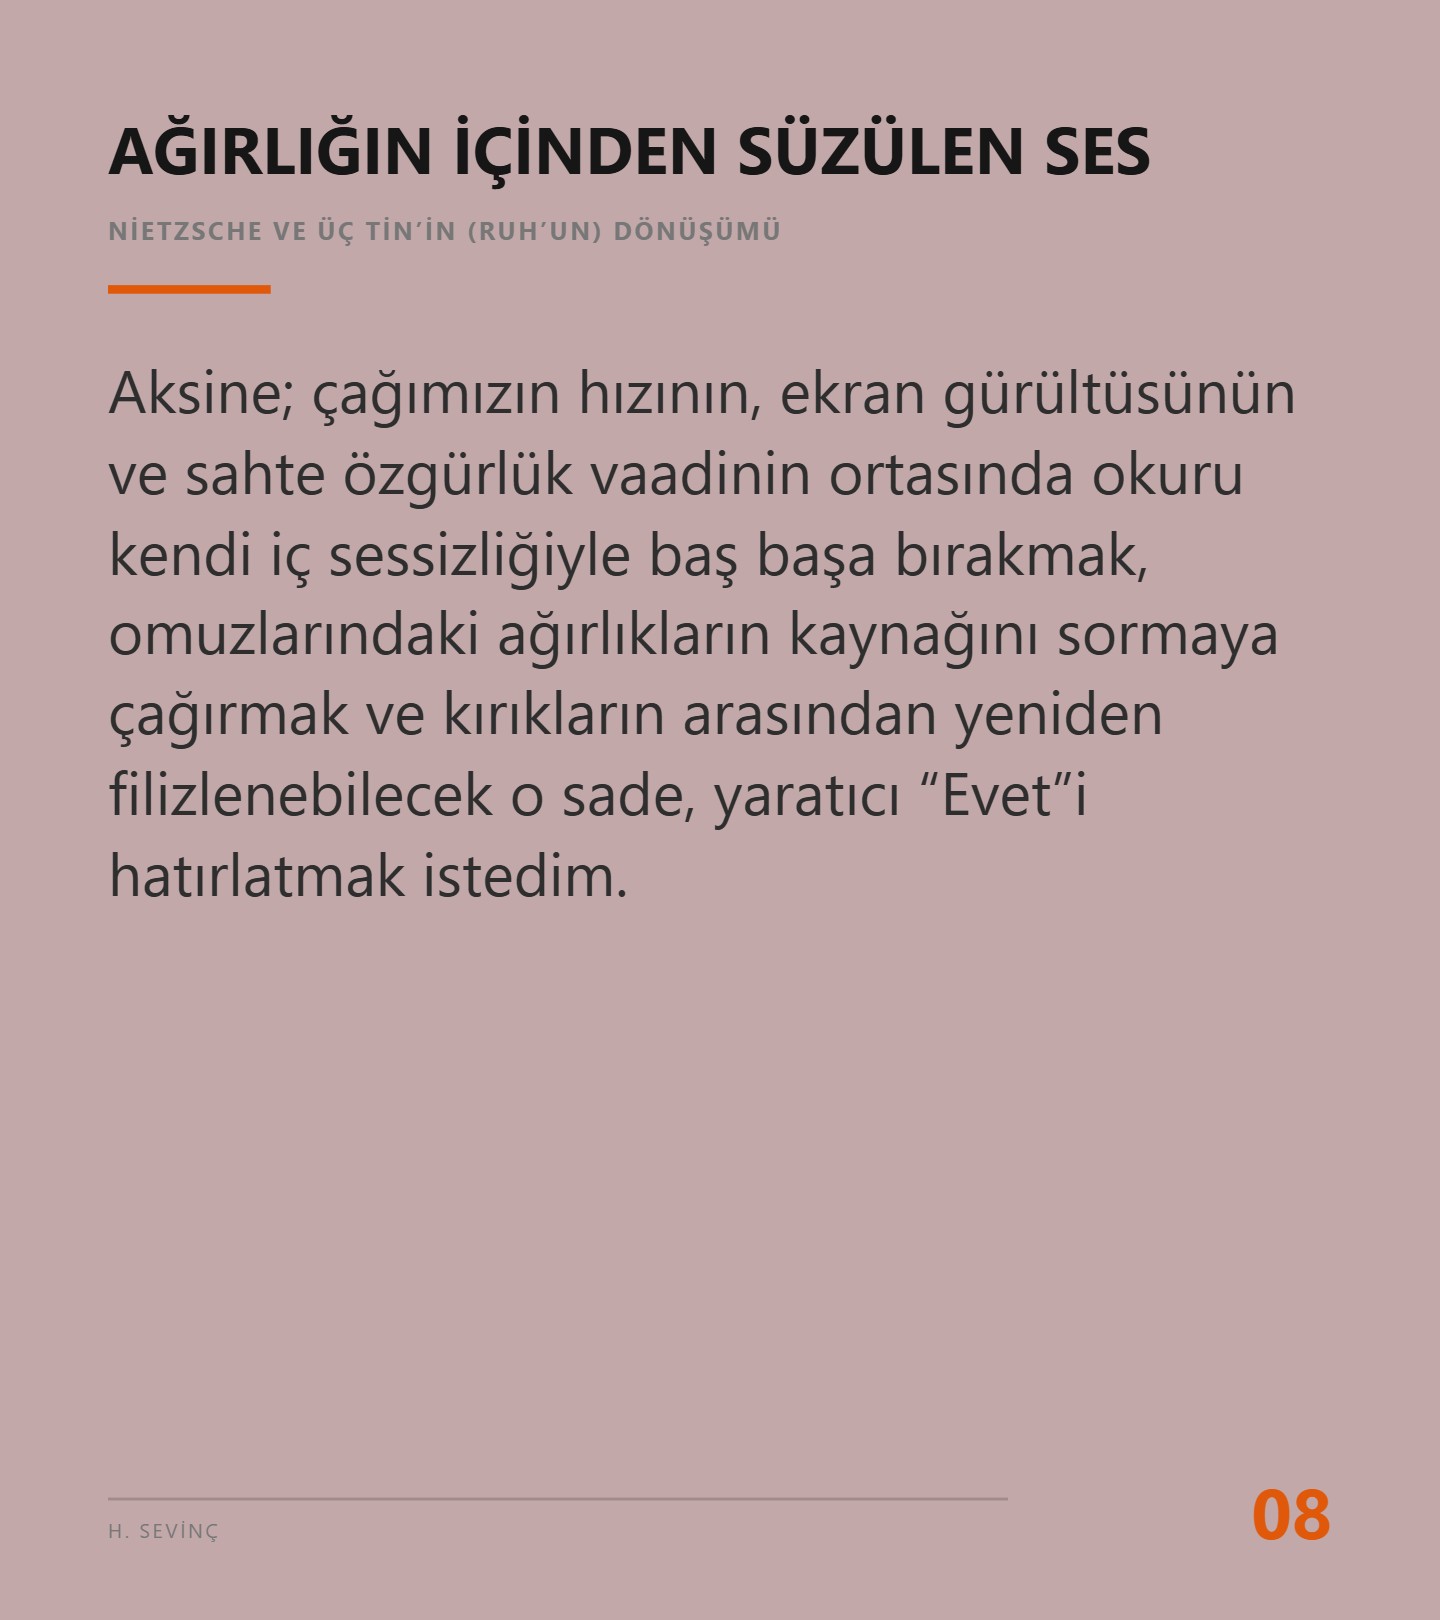 AĞIRLIĞIN İÇİNDEN SÜZÜLEN SES
NİETZSCHE VE ÜÇ TİN’İN (RUH’UN) DÖNÜŞÜMÜ
Aksine; çağımızın hızının, ekran gürültüsünün
ve sahte özgürlük vaadinin ortasında okuru
kendi iç sessizliğiyle baş başa bırakmak,
omuzlarındaki ağırlıkların kaynağını sormaya
çağırmak ve kırıkların arasından yeniden
filizlenebilecek o sade, yaratıcı “Evet”i
hatırlatmak istedim.
H. SEVİNÇ
08